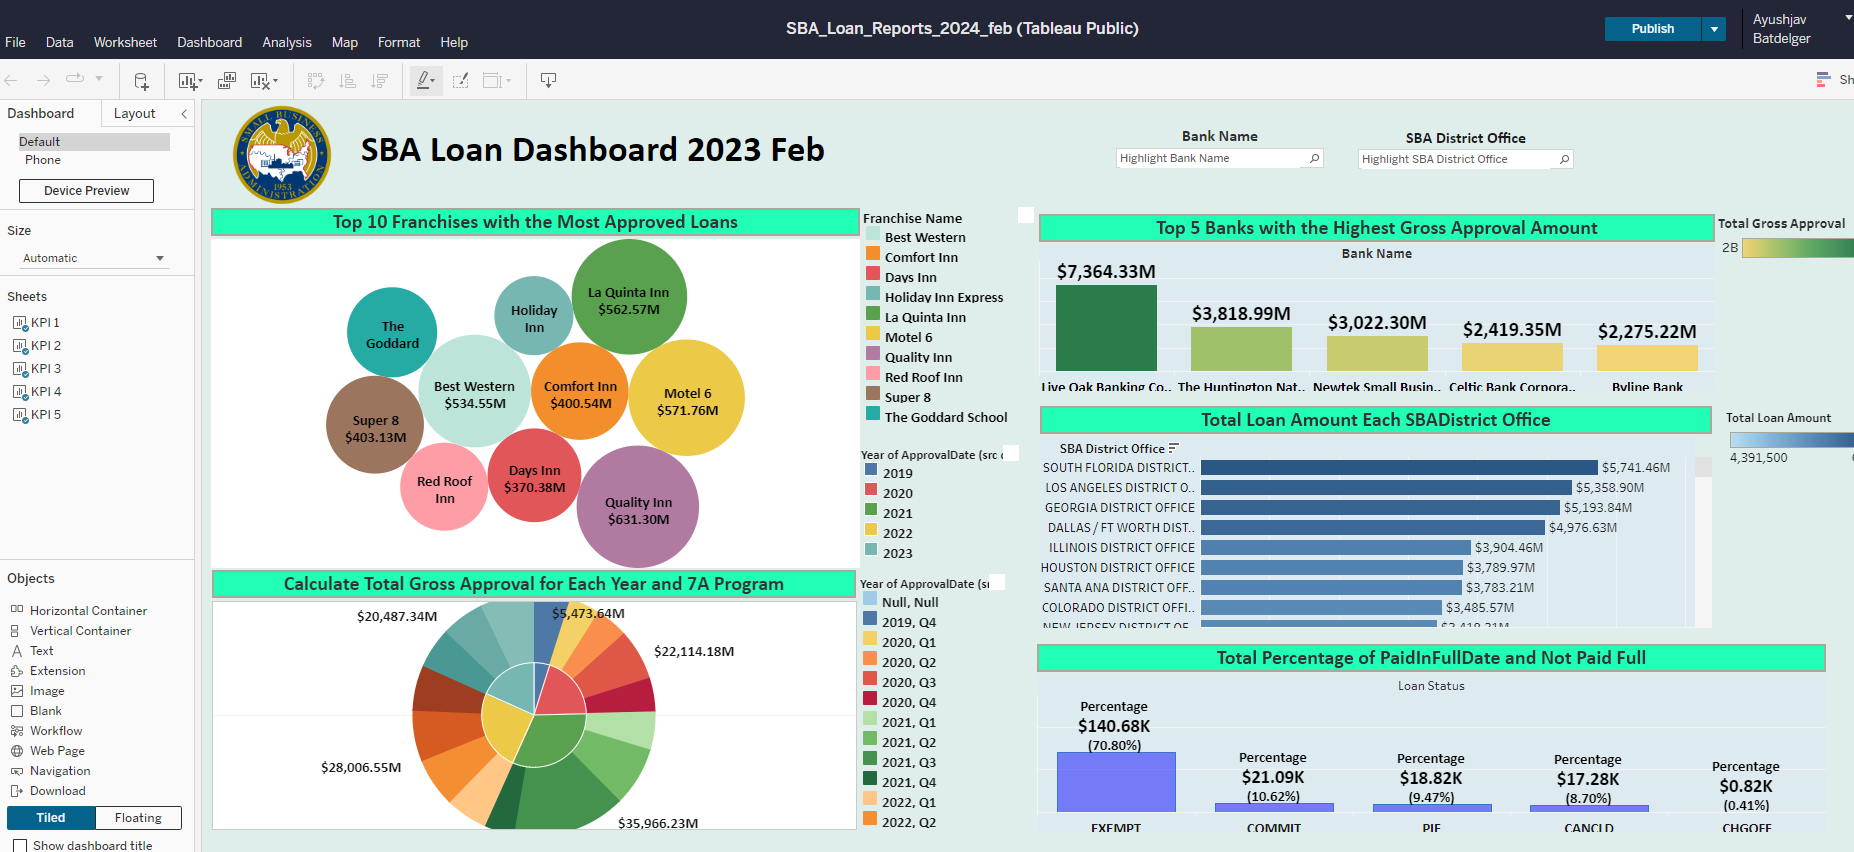 SBA_Loan_Reports_2024_feb (Tableau Public)
Publish
Ayushjav
Batdelger
File Data Worksheet Dashboard Analysis Map Format Help
Sh
Dashboard Layout
Default
Phone
Device Preview
Size
Automatic
Sheets
KPI 1
KPI 2
KPI 3
KPI 4
KPI 5
Objects
Horizontal Container
Vertical Container
Text
Extension
Image
Blank
Workflow
Web Page
Navigation
Download
Tiled Floating
Show dashboard title
SMALL BUSINESS
ADMINISTRATION
1953
SBA Loan Dashboard 2023 Feb
Bank Name
Highlight Bank Name
SBA District Office
Highlight SBA District Office
Top 10 Franchises with the Most Approved Loans
La Quinta Inn
$562.57M
Holiday
Inn
The
Goddard
Best Western
$534.55M
Comfort Inn
$400.54M
Motel 6
$571.76M
Super 8
$403.13M
Red Roof
Inn
Days Inn
$370.38M
Quality Inn
$631.30M
Franchise Name
Best Western
Comfort Inn
Days Inn
Holiday Inn Express
La Quinta Inn
Motel 6
Quality Inn
Red Roof Inn
Super 8
The Goddard School
Year of ApprovalDate (src
2019
2020
2021
2022
2023
Calculate Total Gross Approval for Each Year and 7A Program
$20,487.34M
$5,473.64M
$22,114.18M
$28,006.55M
$35,966.23M
Year of ApprovalDate (s
Null, Null
2019, Q4
2020, Q1
2020, Q2
2020, Q3
2020, Q4
2021, Q1
2021, Q2
2021, Q3
2021, Q4
2022, Q1
2022, Q2
Top 5 Banks with the Highest Gross Approval Amount
Bank Name
$7,364.33M
$3,818.99M
$3,022.30M
$2,419.35M
$2,275.22M
Live Oak Banking Co.. The Huntington Nat.. Newtek Small Busin.. Celtic Bank Corpora.. Byline Bank
Total Gross Approval
2B
Total Loan Amount Each SBADistrict Office
SBA District Office
SOUTH FLORIDA DISTRICT.. $5,741.46M
LOS ANGELES DISTRICT O.. $5,358.90M
GEORGIA DISTRICT OFFICE $5,193.84M
DALLAS / FT WORTH DIST.. $4,976.63M
ILLINOIS DISTRICT OFFICE $3,904.46M
HOUSTON DISTRICT OFFICE $3,789.97M
SANTA ANA DISTRICT OFF.. $3,783.21M
COLORADO DISTRICT OFFI.. $3,485.57M
NEW JERSEY DISTRICT OF.. $3,418.31M
Total Loan Amount
4,391,500
Total Percentage of PaidInFullDate and Not Paid Full
Loan Status
Percentage
$140.68K
(70.80%)
Percentage
$21.09K
(10.62%)
Percentage
$18.82K
(9.47%)
Percentage
$17.28K
(8.70%)
Percentage
$0.82K
(0.41%)
EXEMPT COMMIT PIF CANCLD CHGOFF